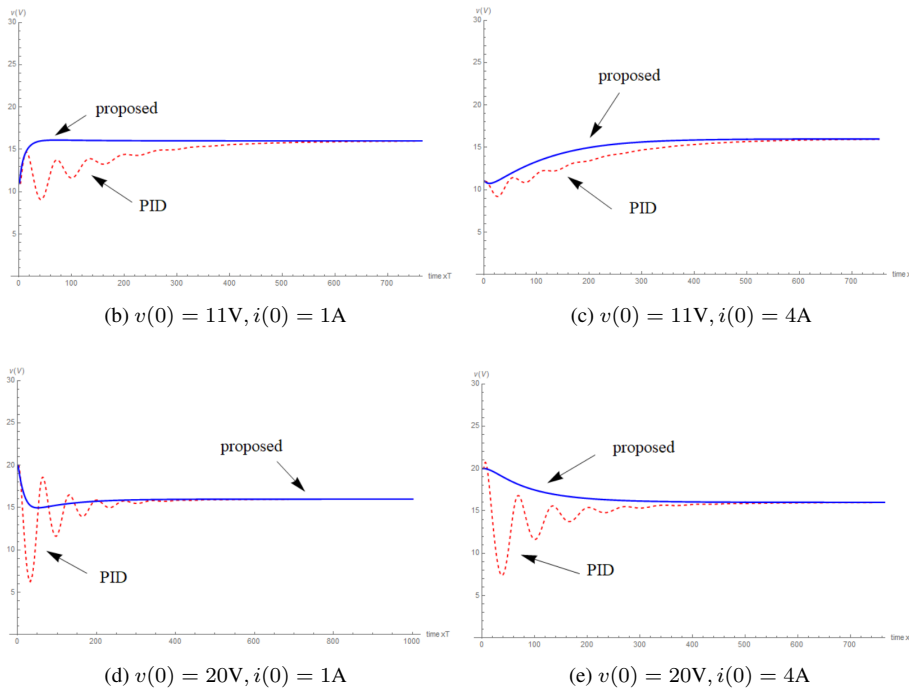 v(V)
30
25
20
15
10
5
proposed
PID
0
100
200
300
400
500
600
700
time xT
(b) v(0) = 11V, i(0) = 1A
v(V)
30
25
20
15
10
5
proposed
PID
0
100
200
300
400
500
600
700
time xT
(c) v(0) = 11V, i(0) = 4A
v(V)
30
25
20
15
10
5
proposed
PID
0
200
400
600
800
1000
time xT
(d) v(0) = 20V, i(0) = 1A
v(V)
30
25
20
15
10
5
proposed
PID
0
100
200
300
400
500
600
700
time xT
(e) v(0) = 20V, i(0) = 4A